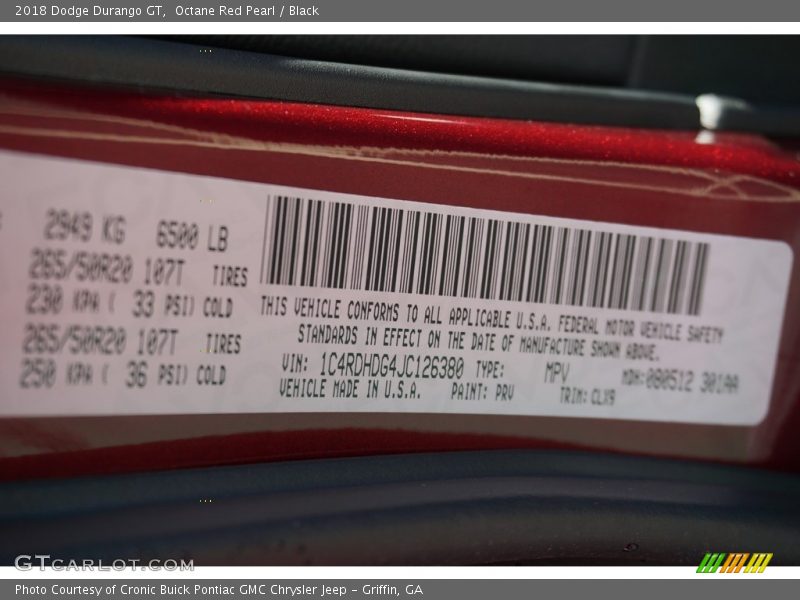 2018 Dodge Durango GT, Octane Red Pearl / Black
2949 KG 6500 LB
265/50R20 107T TIRES
230 KPA ( 33 PSI) COLD
265/50R20 107T TIRES
250 KPA ( 36 PSI) COLD
THIS VEHICLE CONFORMS TO ALL APPLICABLE U.S.A. FEDERAL MOTOR VEHICLE SAFETY
STANDARDS IN EFFECT ON THE DATE OF MANUFACTURE SHOWN ABOVE.
VIN: 1C4RDHDG4JC126380 TYPE: MPV MDH:080512 301AA
VEHICLE MADE IN U.S.A. PAINT: PRV TRIM: CLX9
GTCARLOT.COM
Photo Courtesy of Cronic Buick Pontiac GMC Chrysler Jeep - Griffin, GA